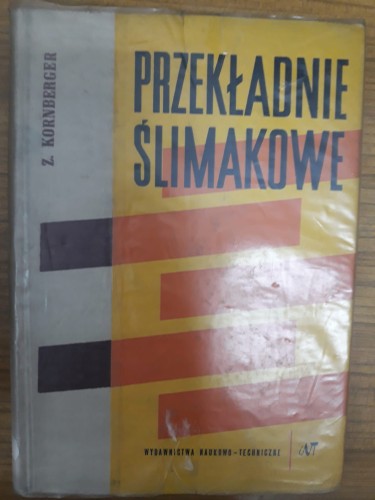 Z. KORNBERGER
PRZEKŁADNIE
ŚLIMAKOWE
WYDAWNICTWA NAUKOWO-TECHNICZNE
WNT